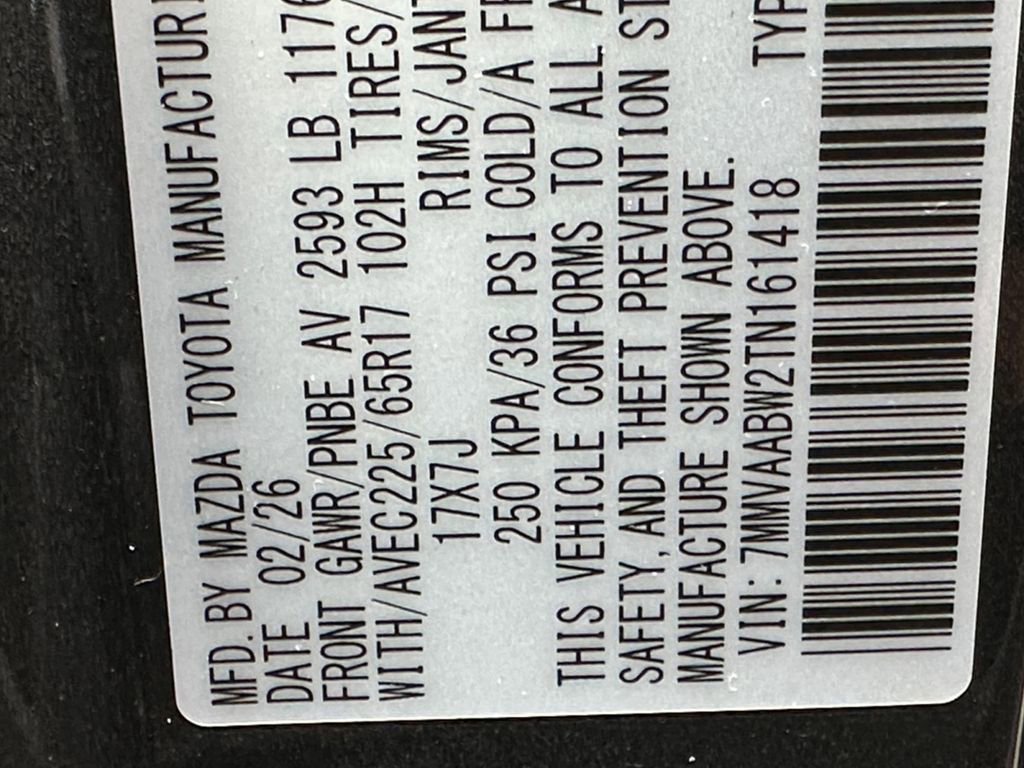 MFD.BY MAZDA TOYOTA MANUFACTURI
DATE 02/26
FRONT GAWR/PNBE AV 2593 LB 1176
WITH/AVEC225/65R17 102H TIRES/
17X7J RIMS/JANT
250 KPA/36 PSI COLD/A FR
THIS VEHICLE CONFORMS TO ALL A
SAFETY,AND THEFT PREVENTION ST
MANUFACTURE SHOWN ABOVE.
VIN:7MMVAABW2TN161418 TYP